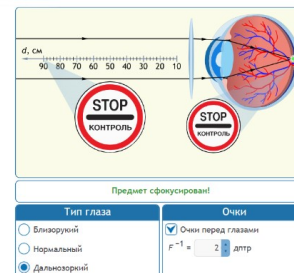 d, см
90 80 70 60 50 40 30 20 10
STOP
КОНТРОЛЬ
STOP
КОНТРОЛЬ
Предмет сфокусирован!
Тип глаза
Близорукий
Нормальный
Дальнозоркий
Очки
Очки перед глазами
F⁻¹ = 2 дптр